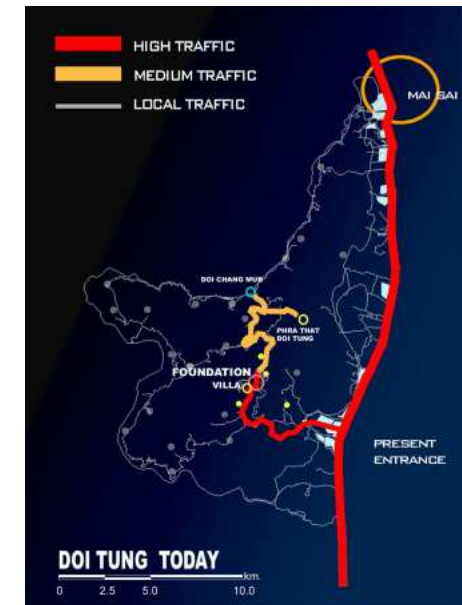 HIGH TRAFFIC
MEDIUM TRAFFIC
LOCAL TRAFFIC
MAI SAI
DOI CHANG MUB
PHRA THAT
DOI TUNG
FOUNDATION
VILLA
PRESENT
ENTRANCE
DOI TUNG TODAY
km.
0 2.5 5.0 10.0